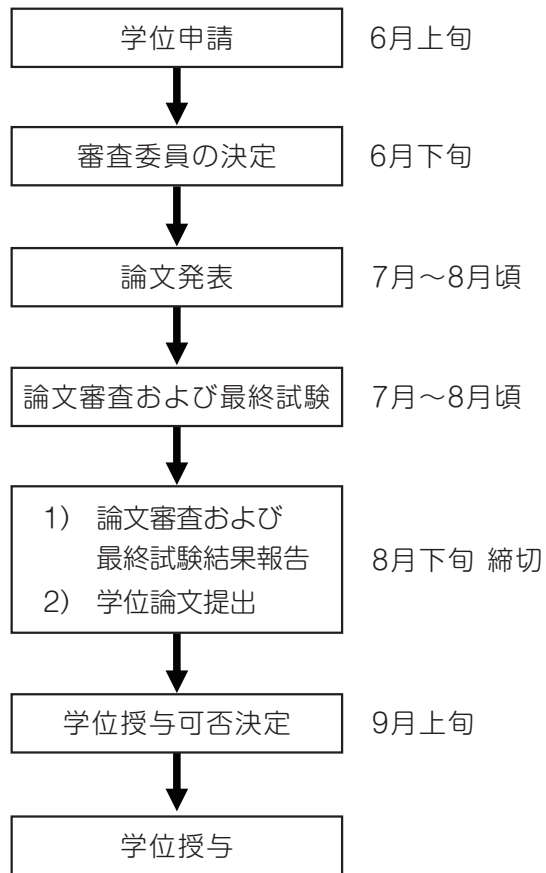 学位申請 6月上旬
審査委員の決定 6月下旬
論文発表 7月～8月頃
論文審査および最終試験 7月～8月頃
1) 論文審査および
最終試験結果報告 8月下旬 締切
2) 学位論文提出
学位授与可否決定 9月上旬
学位授与